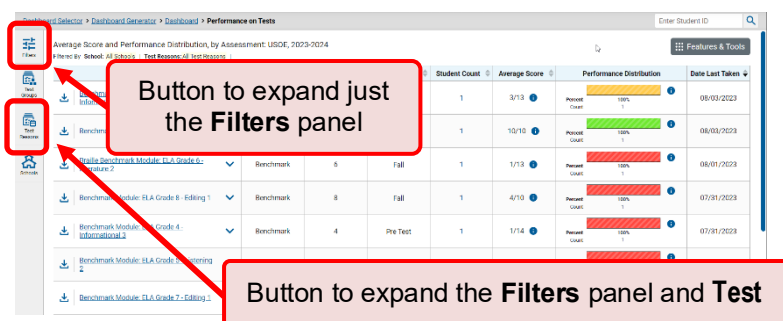 Dashboard Selector > Dashboard Generator > Dashboard > Performance on Tests
Enter Student ID
Filters
Average Score and Performance Distribution, by Assessment: USOE, 2023-2024
Filtered By School: All Schools | Test Reasons: All Test Reasons |
Features & Tools
Test Groups
Test Reasons
Schools
Student Count
Average Score
Performance Distribution
Date Last Taken
Button to expand just
the Filters panel
1 3/13 Percent 100% Count 1 08/03/2023
1 10/10 Percent 100% Count 1 08/03/2023
Braille Benchmark Module: ELA Grade 6 - Literature 2 Benchmark 6 Fall 1 1/13 Percent 100% Count 1 08/01/2023
Benchmark Module: ELA Grade 8 - Editing 1 Benchmark 8 Fall 1 4/10 Percent 100% Count 1 07/31/2023
Benchmark Module: ELA Grade 4 - Informational 3 Benchmark 4 Pre Test 1 1/14 Percent 100% Count 1 07/31/2023
Benchmark Module: ELA Grade Listening 2
Benchmark Module: ELA Grade 7 - Editing 1
Button to expand the Filters panel and Test